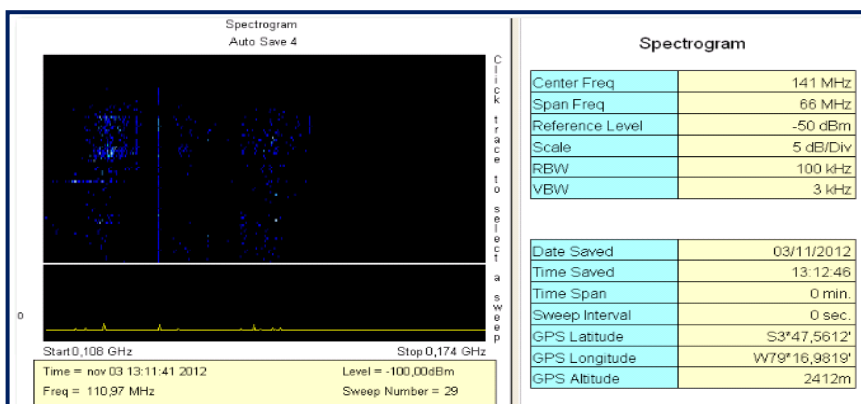 Spectrogram
Auto Save 4
Click trace to select a sweep
0
Start 0,108 GHz Stop 0,174 GHz
Time = nov 03 13:11:41 2012 Level = -100,00dBm
Freq = 110,97 MHz Sweep Number = 29
Spectrogram
Center Freq 141 MHz
Span Freq 66 MHz
Reference Level -50 dBm
Scale 5 dB/Div
RBW 100 kHz
VBW 3 kHz
Date Saved 03/11/2012
Time Saved 13:12:46
Time Span 0 min.
Sweep Interval 0 sec.
GPS Latitude S3°47,5612'
GPS Longitude W79°16,9819'
GPS Altitude 2412m